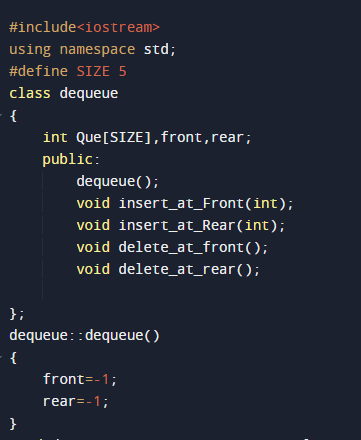 #include<iostream>
using namespace std;
#define SIZE 5
class dequeue
{
int Que[SIZE],front,rear;
public:
dequeue();
void insert_at_Front(int);
void insert_at_Rear(int);
void delete_at_front();
void delete_at_rear();
};
dequeue::dequeue()
{
front=-1;
rear=-1;
}